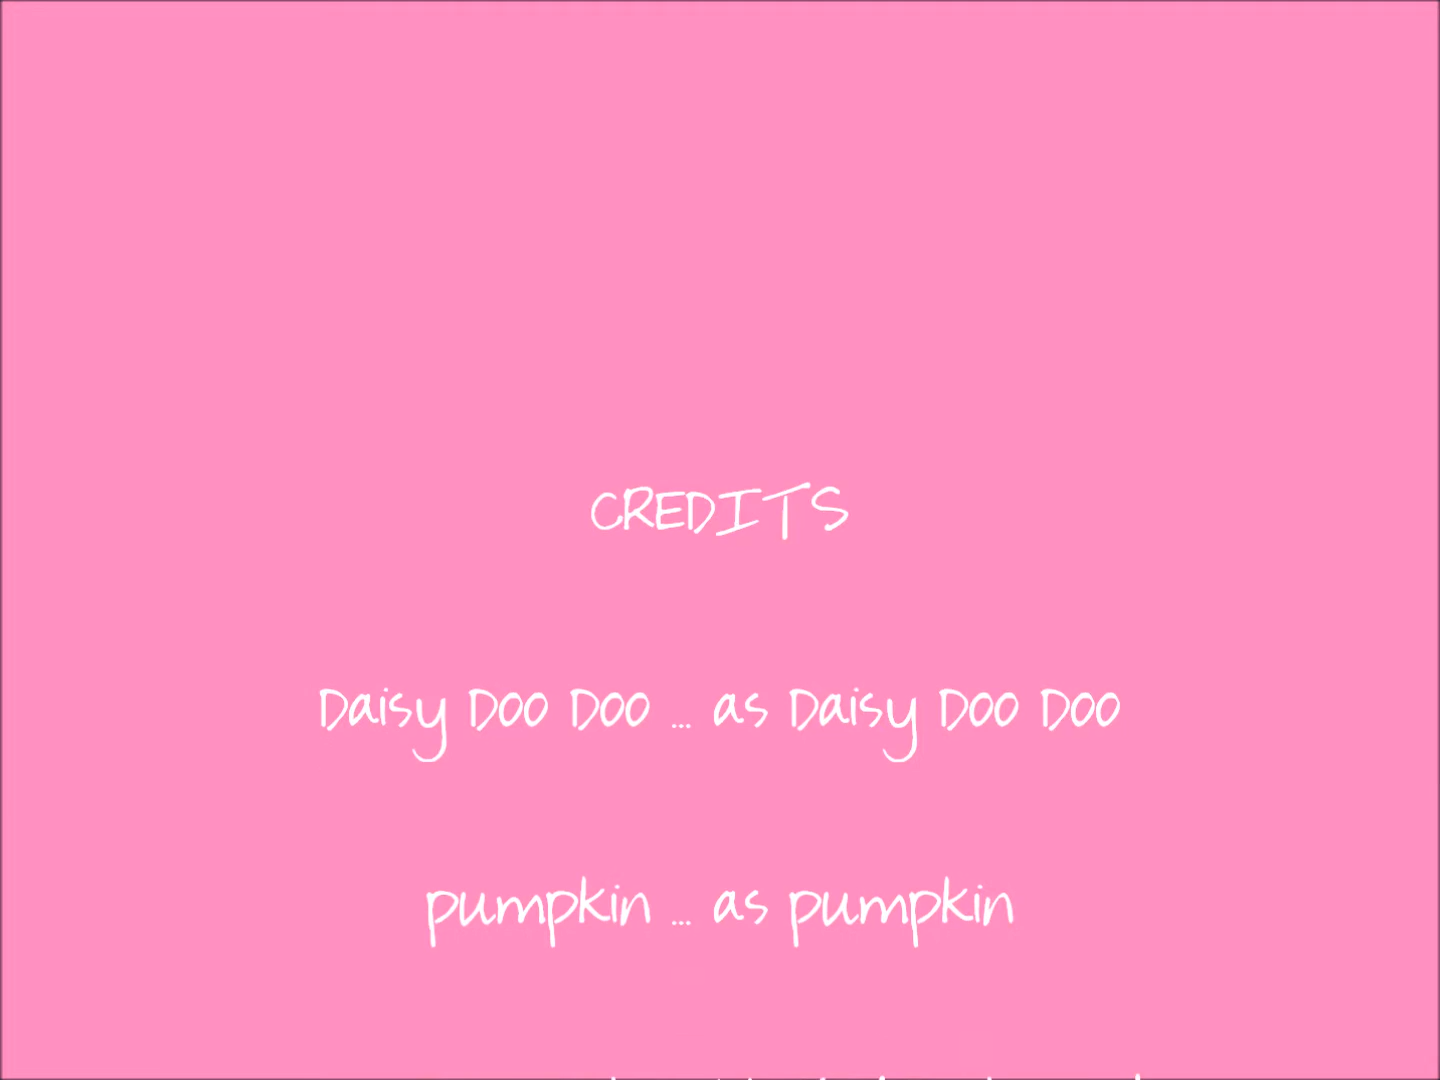 CREDITS
Daisy Doo Doo ... as Daisy Doo Doo
pumpkin ... as pumpkin